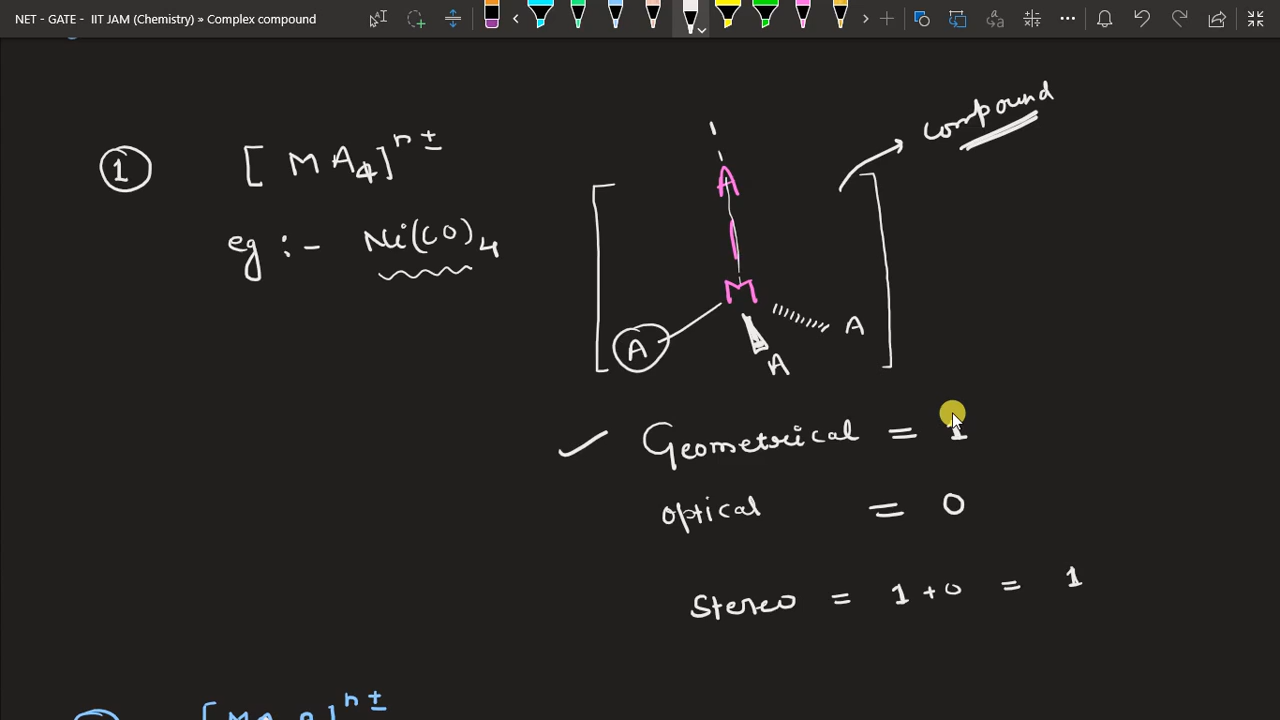 NET - GATE - IIT JAM (Chemistry) » Complex compound
compound
① [MA₄]ⁿ±
eg :- Ni(CO)₄
A
M
A A
A
✓ Geometrical = 1
optical = 0
Stereo = 1 + 0 = 1
n±